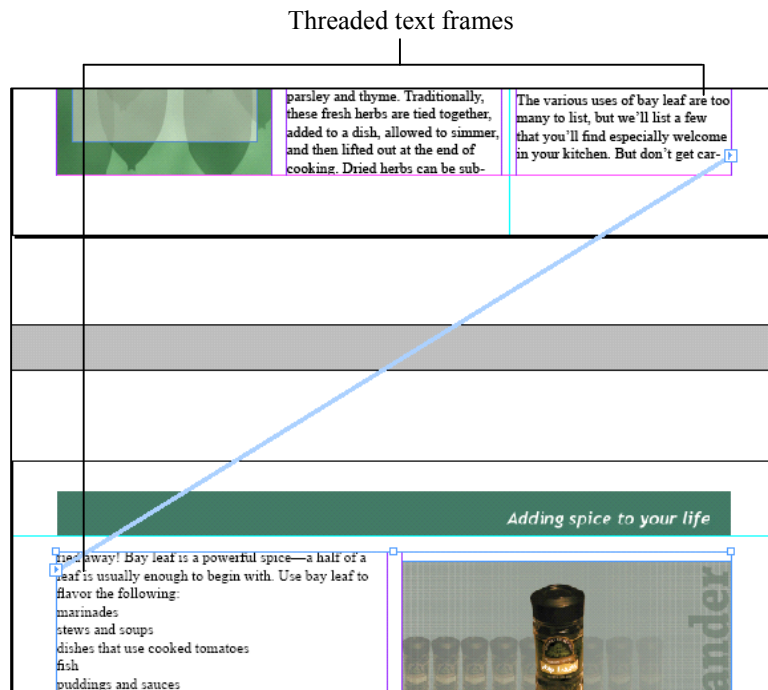 Threaded text frames
parsley and thyme. Traditionally,
these fresh herbs are tied together,
added to a dish, allowed to simmer,
and then lifted out at the end of
cooking. Dried herbs can be sub-
The various uses of bay leaf are too
many to list, but we’ll list a few
that you’ll find especially welcome
in your kitchen. But don’t get car-
Adding spice to your life
ried away! Bay leaf is a powerful spice—a half of a
leaf is usually enough to begin with. Use bay leaf to
flavor the following:
marinades
stews and soups
dishes that use cooked tomatoes
fish
puddings and sauces
ander